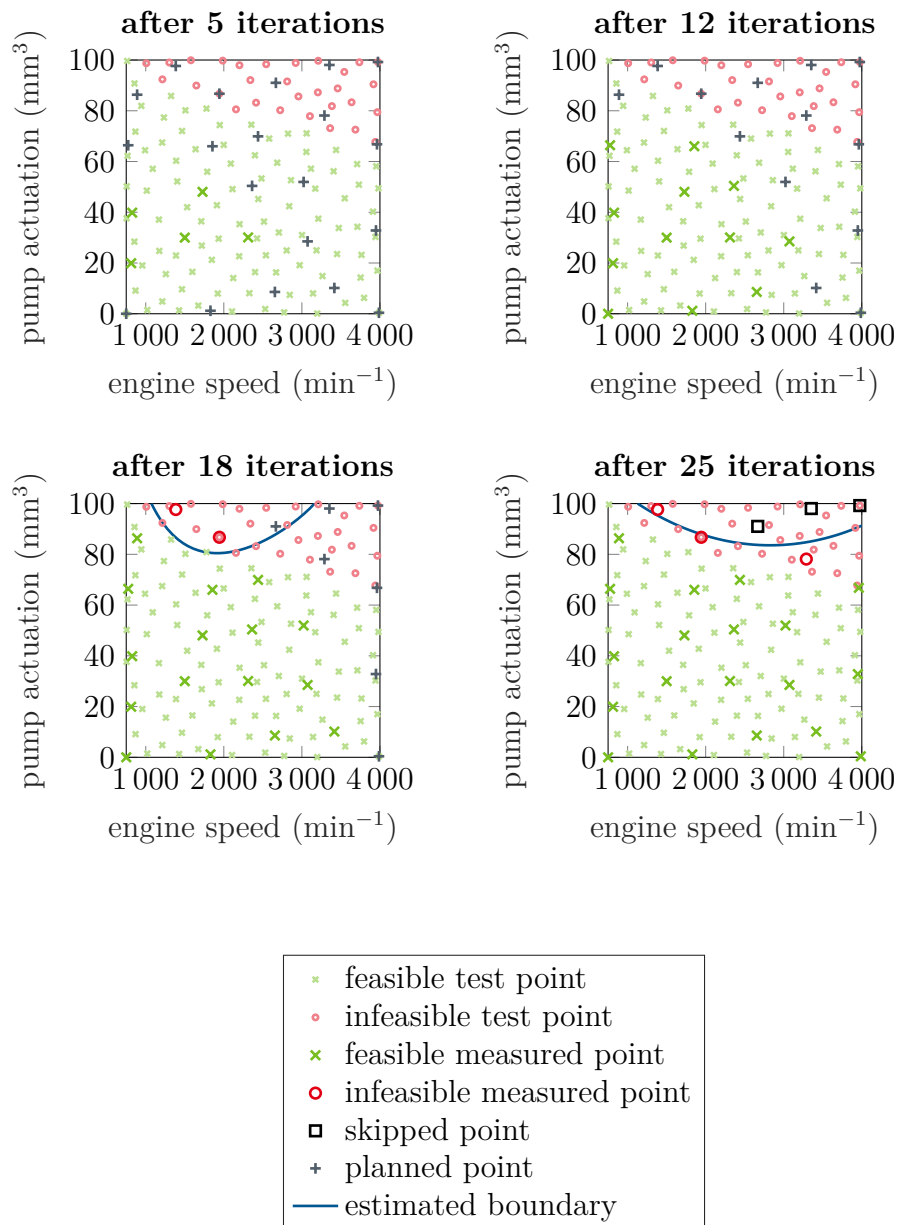 after 5 iterations
100
80
60
40
20
0
1 000
2 000
3 000
4 000
pump actuation (mm³)
engine speed (min⁻¹)
after 12 iterations
100
80
60
40
20
0
1 000
2 000
3 000
4 000
pump actuation (mm³)
engine speed (min⁻¹)
after 18 iterations
100
80
60
40
20
0
1 000
2 000
3 000
4 000
pump actuation (mm³)
engine speed (min⁻¹)
after 25 iterations
100
80
60
40
20
0
1 000
2 000
3 000
4 000
pump actuation (mm³)
engine speed (min⁻¹)
feasible test point
infeasible test point
feasible measured point
infeasible measured point
skipped point
planned point
estimated boundary